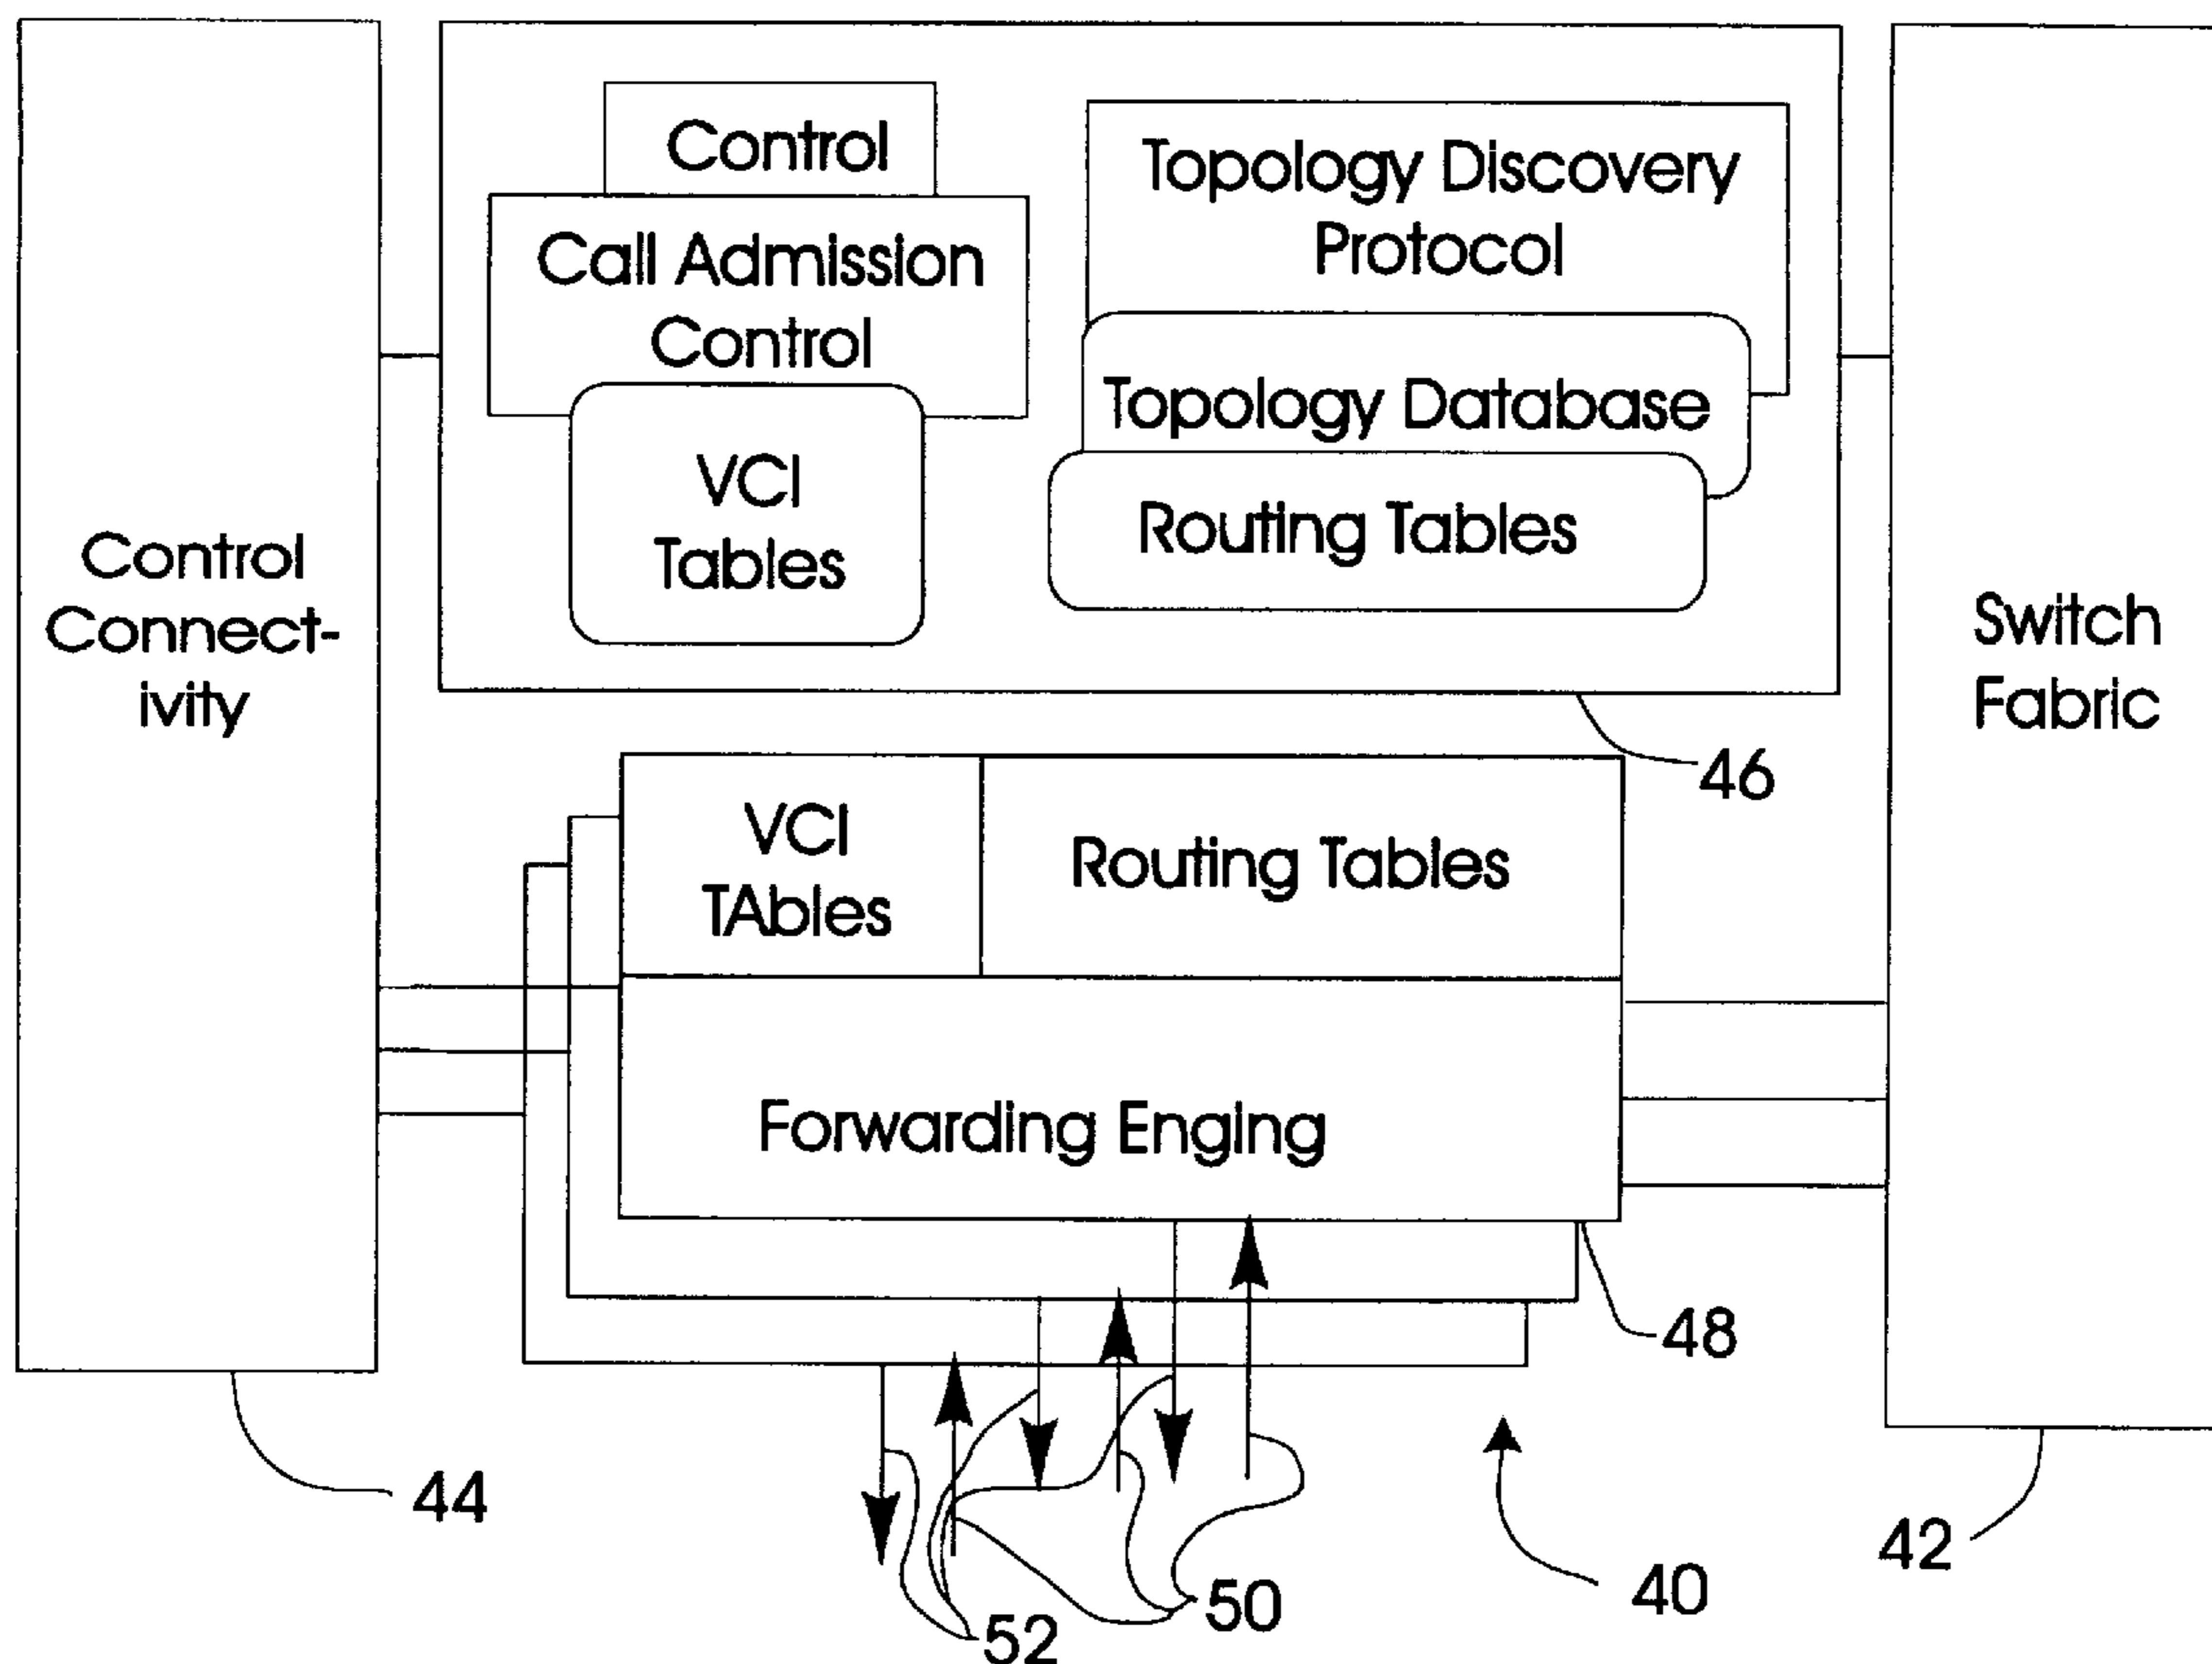 Control
Call Admission
Control
VCI
Tables
Topology Discovery
Protocol
Topology Database
Routing Tables
Control
Connect-
ivity
Switch
Fabric
46
VCI
TAbles
Routing Tables
Forwarding Enging
48
44
52
50
40
42